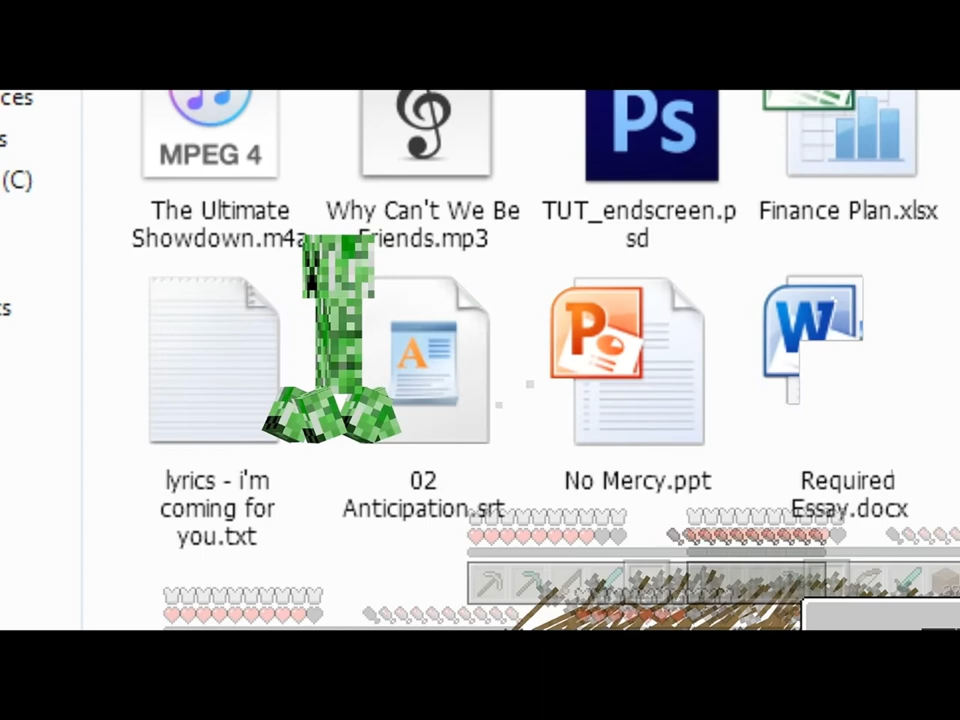 ces
s
(C)
ts
MPEG 4
Ps
The Ultimate
Showdown.m4a
Why Can't We Be
Friends.mp3
TUT_endscreen.p
sd
Finance Plan.xlsx
A
P
W
lyrics - i'm
coming for
you.txt
02
Anticipation.srt
No Mercy.ppt
Required
Essay.docx